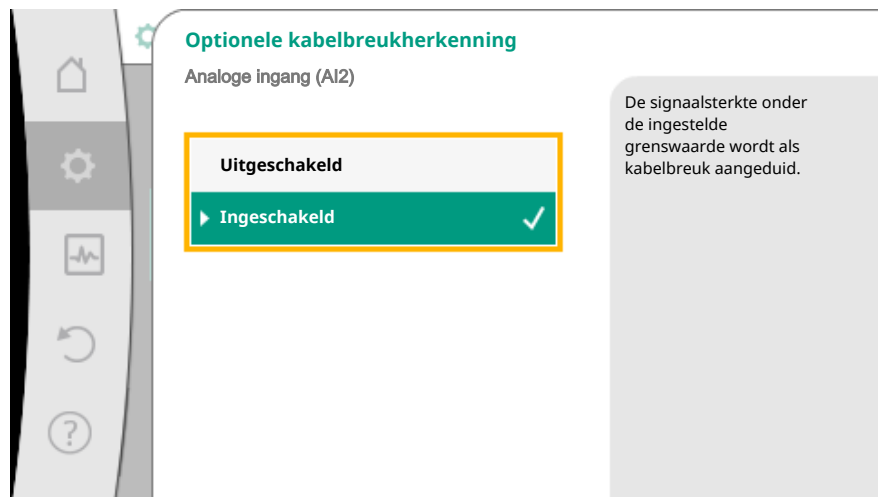 Optionele kabelbreukherkenning
Analoge ingang (AI2)
Uitgeschakeld
Ingeschakeld
De signaalsterkte onder
de ingestelde
grenswaarde wordt als
kabelbreuk aangeduid.
?